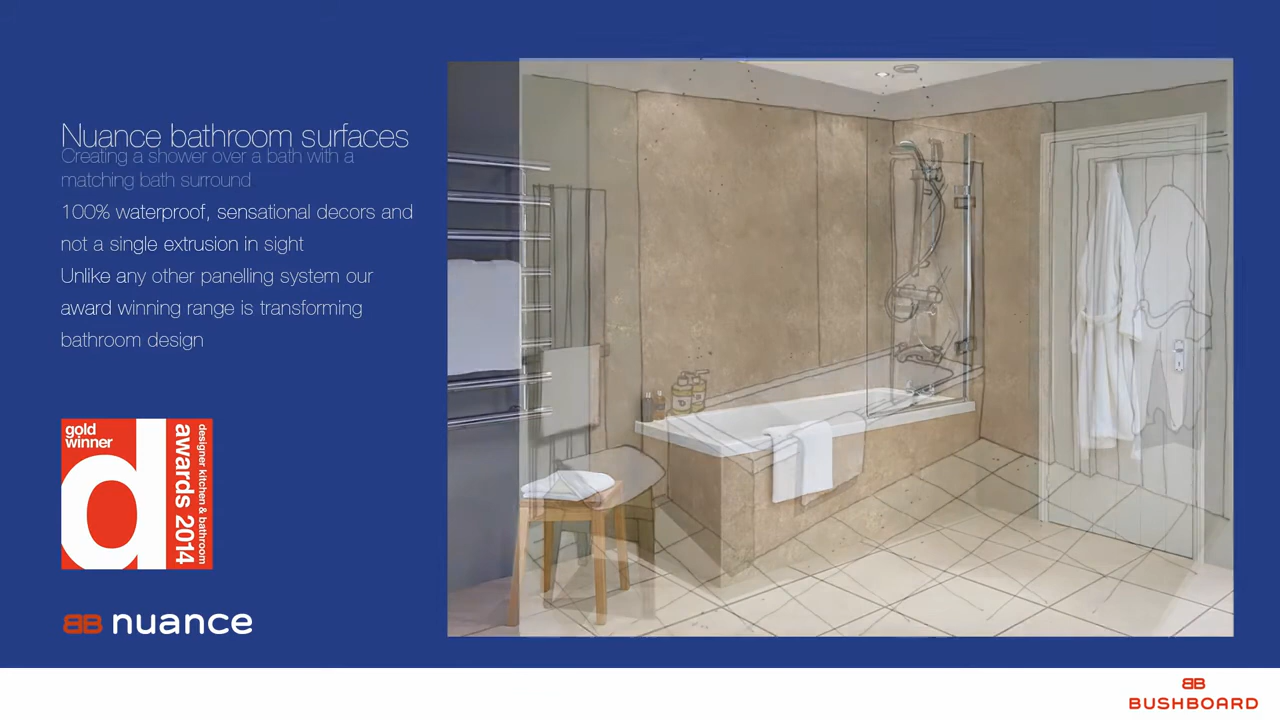 Nuance bathroom surfaces
Creating a shower over a bath with a
matching bath surround
100% waterproof, sensational decors and
not a single extrusion in sight
Unlike any other panelling system our
award winning range is transforming
bathroom design
gold
winner
d
designer kitchen & bathroom
awards 2014
BB nuance
BB
BUSHBOARD